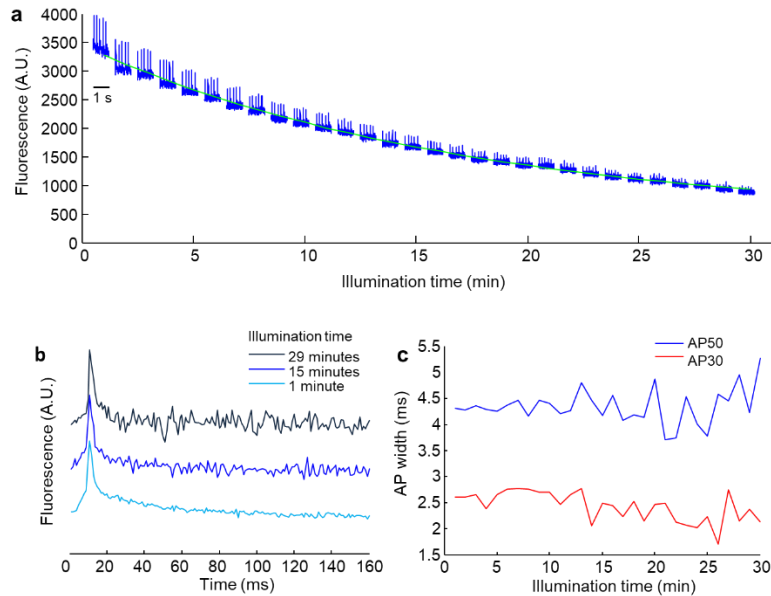 a
Fluorescence (A.U.)
4000
3500
3000
2500
2000
1500
1000
500
0
1 s
5
10
15
20
25
30
Illumination time (min)
b
Illumination time
29 minutes
15 minutes
1 minute
Fluorescence (A.U.)
0 20 40 60 80 100 120 140 160
Time (ms)
c
AP50
AP30
AP width (ms)
5.5
5
4.5
4
3.5
3
2.5
2
1.5
0 5 10 15 20 25 30
Illumination time (min)